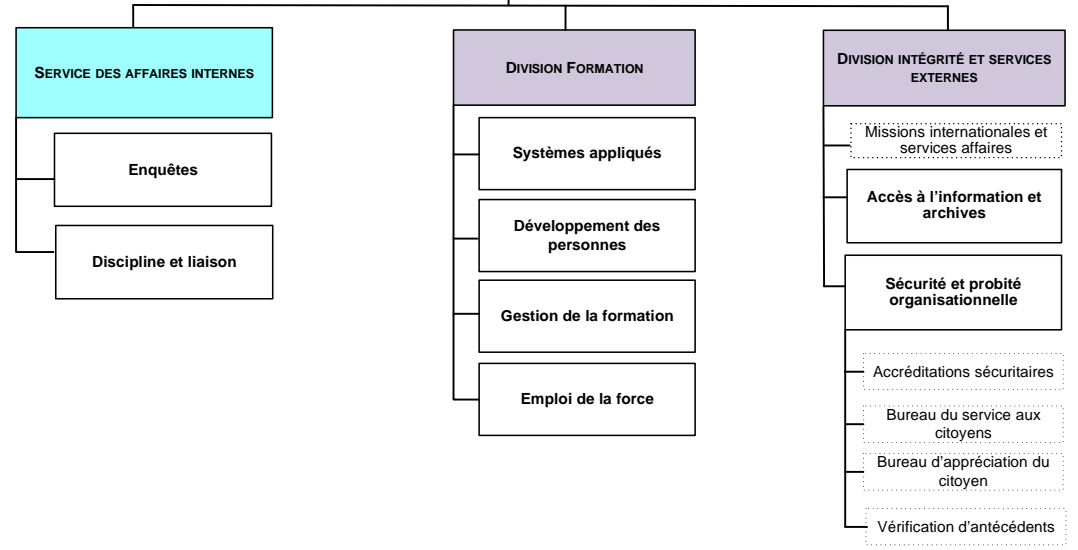 SERVICE DES AFFAIRES INTERNES
Enquêtes
Discipline et liaison
DIVISION FORMATION
Systèmes appliqués
Développement des
personnes
Gestion de la formation
Emploi de la force
DIVISION INTÉGRITÉ ET SERVICES
EXTERNES
Missions internationales et
services affaires
Accès à l’information et
archives
Sécurité et probité
organisationnelle
Accréditations sécuritaires
Bureau du service aux
citoyens
Bureau d’appréciation du
citoyen
Vérification d’antécédents